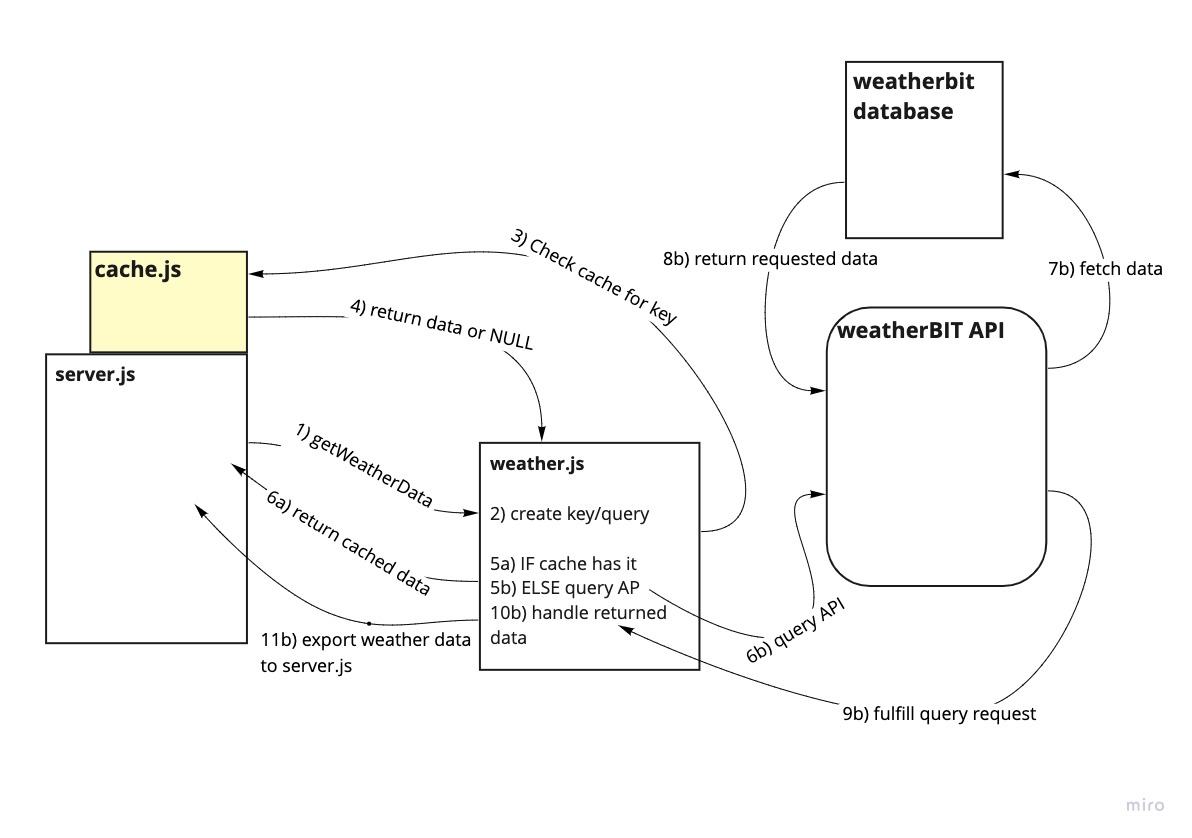 weatherbit
database
3) Check cache for key
8b) return requested data
7b) fetch data
cache.js
4) return data or NULL
weatherBIT API
server.js
1) getWeatherData
weather.js
2) create key/query
6a) return cached data
5a) IF cache has it
5b) ELSE query AP
10b) handle returned
data
11b) export weather data
to server.js
6b) query API
9b) fulfill query request
miro